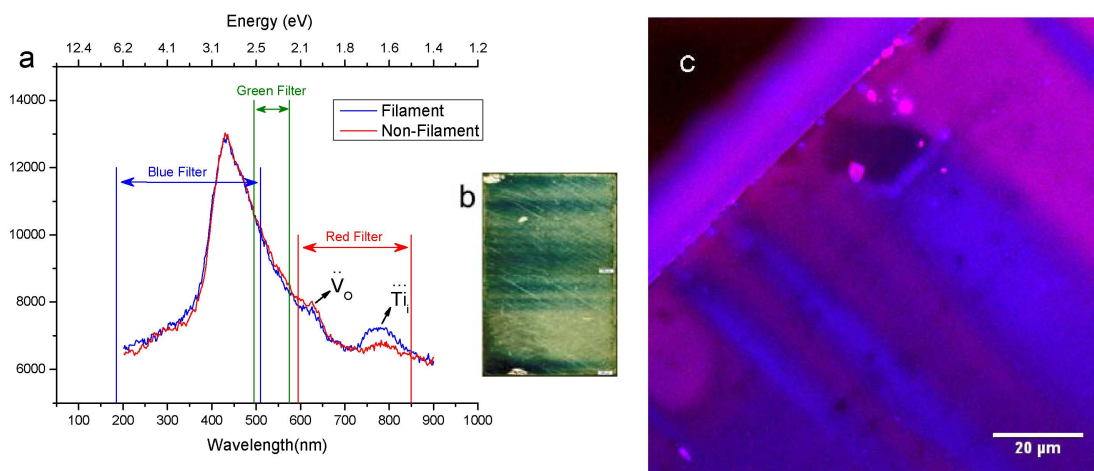 Energy (eV)
12.4 6.2 4.1 3.1 2.5 2.1 1.8 1.6 1.4 1.2
a
14000
12000
10000
8000
6000
Green Filter
Filament
Non-Filament
Blue Filter
Red Filter
V̈O
T⃛ii
100 200 300 400 500 600 700 800 900 1000
Wavelength(nm)
b
c
20 µm